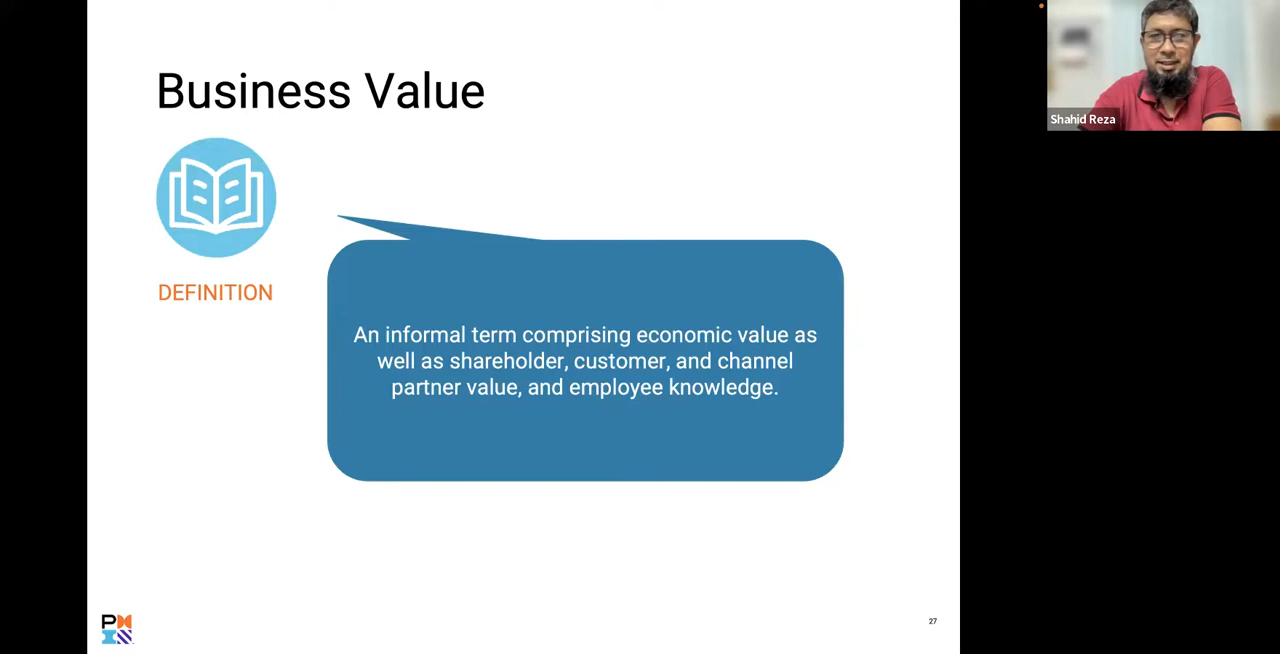 Business Value
DEFINITION
An informal term comprising economic value as
well as shareholder, customer, and channel
partner value, and employee knowledge.
27
Shahid Reza